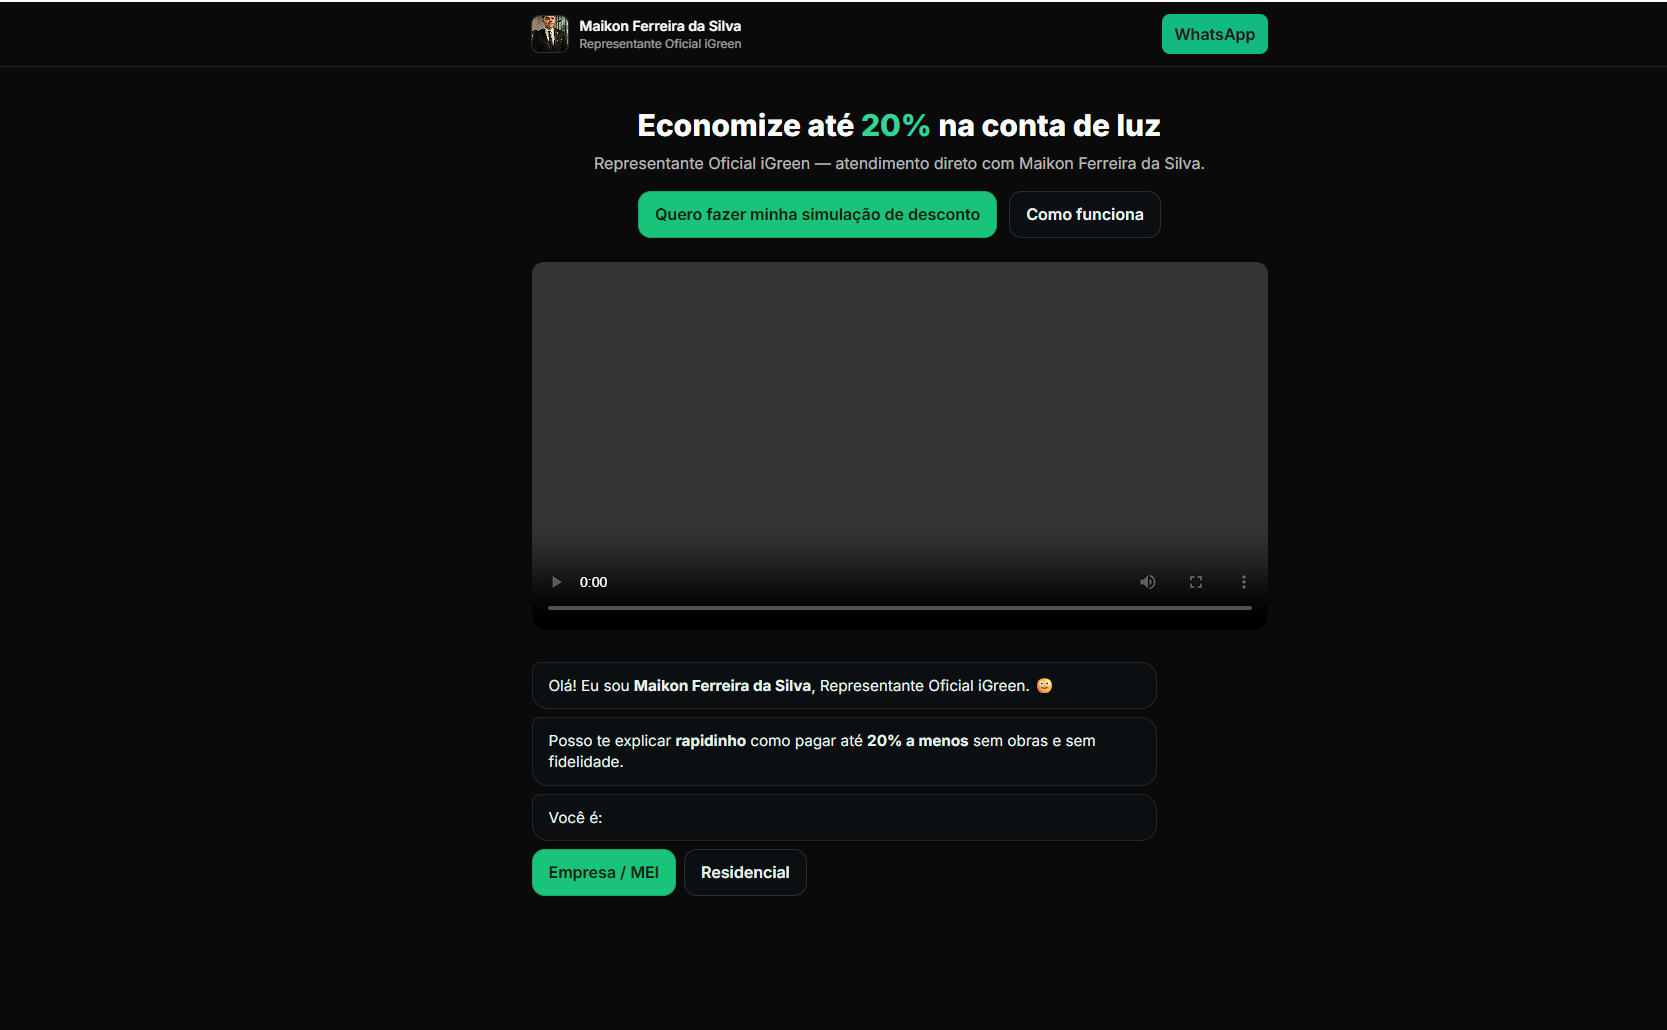 Maikon Ferreira da Silva
Representante Oficial iGreen
WhatsApp
Economize até 20% na conta de luz
Representante Oficial iGreen — atendimento direto com Maikon Ferreira da Silva.
Quero fazer minha simulação de desconto
Como funciona
0:00
Olá! Eu sou Maikon Ferreira da Silva, Representante Oficial iGreen. 🙂
Posso te explicar rapidinho como pagar até 20% a menos sem obras e sem
fidelidade.
Você é:
Empresa / MEI
Residencial